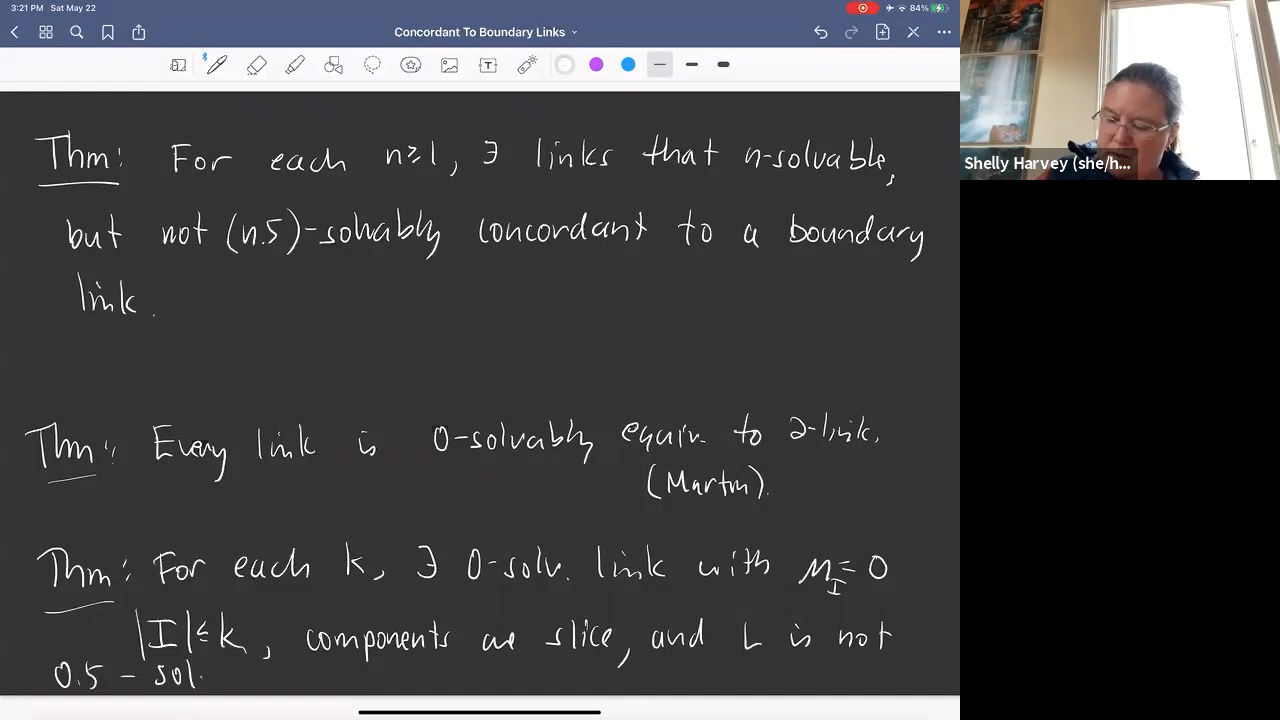 3:21 PM Sat May 22
84%
Concordant To Boundary Links
Shelly Harvey (she/h...
Thm: For each n≥1, ∃ links that n-solvable,
but not (n.5)-solvably concordant to a boundary
link.
Thm: Every link is 0-solvably equiv. to ∂-link.
(Martin).
Thm: For each k, ∃ 0-solv. link with μ_I = 0
|I|≤k, components are slice, and L is not
0.5 - sol.